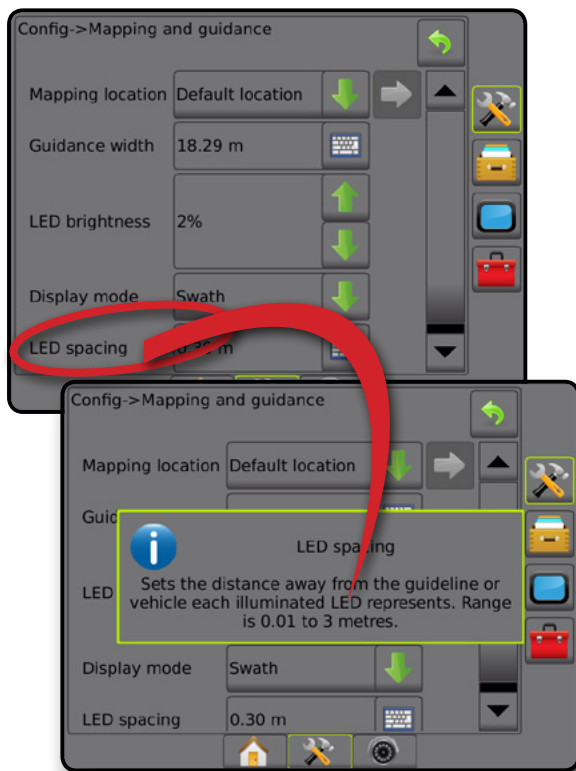 Config->Mapping and guidance
Mapping location Default location
Guidance width 18.29 m
LED brightness 2%
Display mode Swath
LED spacing m
Config->Mapping and guidance
Mapping location Default location
LED spacing
Sets the distance away from the guideline or
vehicle each illuminated LED represents. Range
is 0.01 to 3 metres.
LED
Display mode Swath
LED spacing 0.30 m